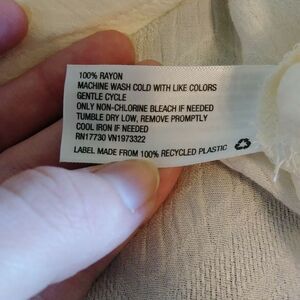 100% RAYON
MACHINE WASH COLD WITH LIKE COLORS
GENTLE CYCLE
ONLY NON-CHLORINE BLEACH IF NEEDED
TUMBLE DRY LOW, REMOVE PROMPTLY
COOL IRON IF NEEDED
RN17730 VN1973322
LABEL MADE FROM 100% RECYCLED PLASTIC